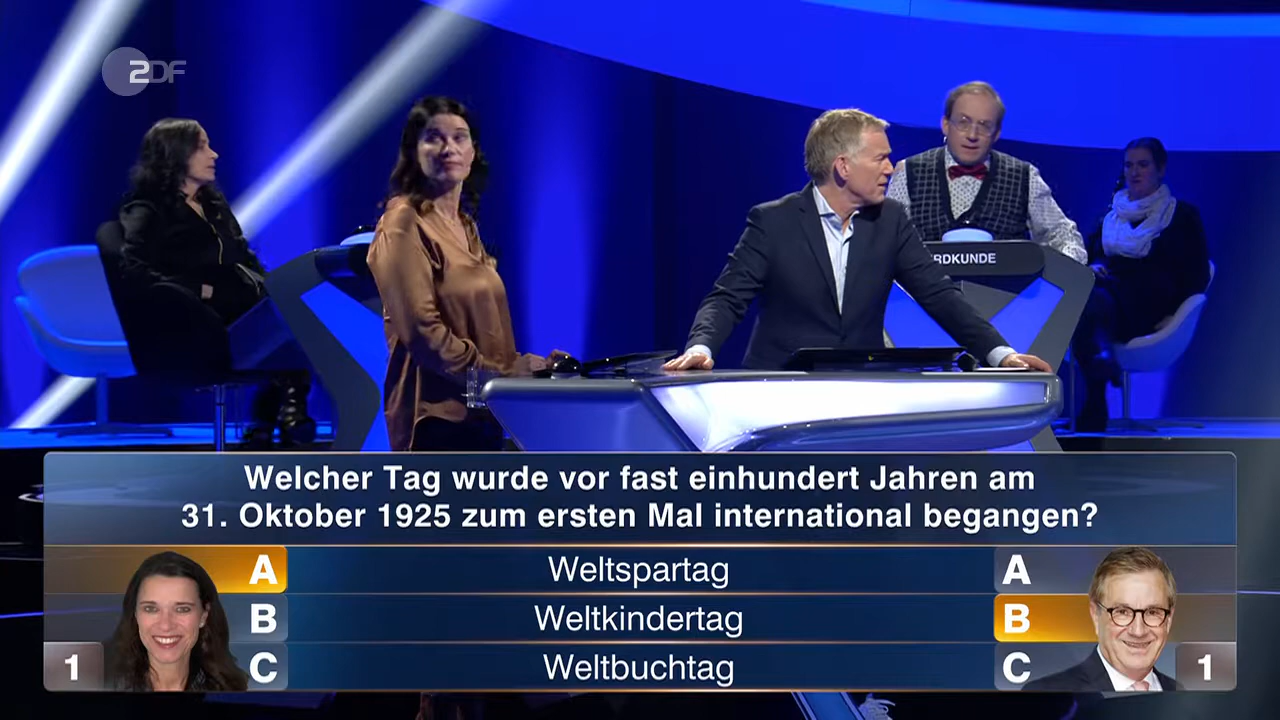 ZDF
RDKUNDE
Welcher Tag wurde vor fast einhundert Jahren am
31. Oktober 1925 zum ersten Mal international begangen?
A Weltspartag A
B Weltkindertag B
1 C Weltbuchtag C 1